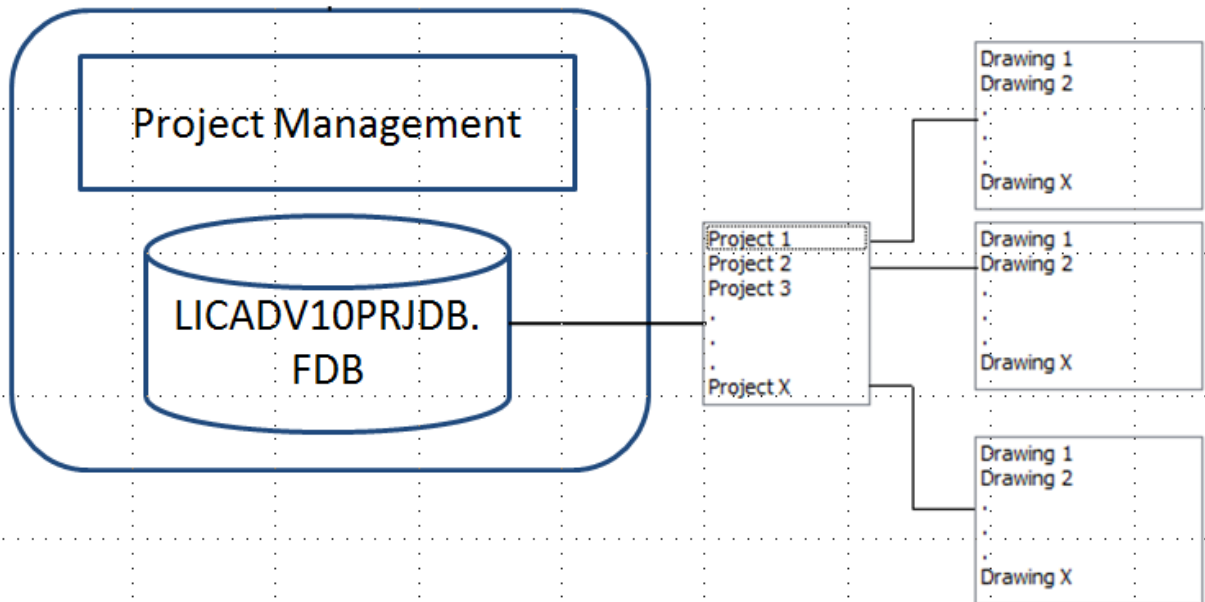 Project Management
LICADV10PRJDB.
FDB
Project 1
Project 2
Project 3
.
.
.
Project X
Drawing 1
Drawing 2
.
.
.
Drawing X
Drawing 1
Drawing 2
.
.
.
Drawing X
Drawing 1
Drawing 2
.
.
.
Drawing X